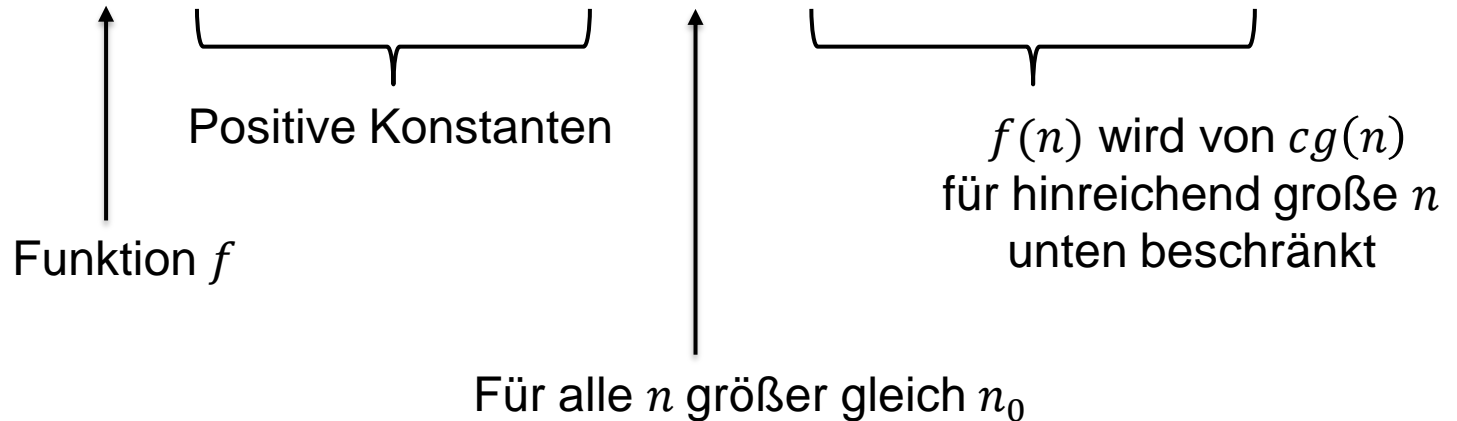 Positive Konstanten
f(n) wird von cg(n)
für hinreichend große n
unten beschränkt
Funktion f
Für alle n größer gleich n₀